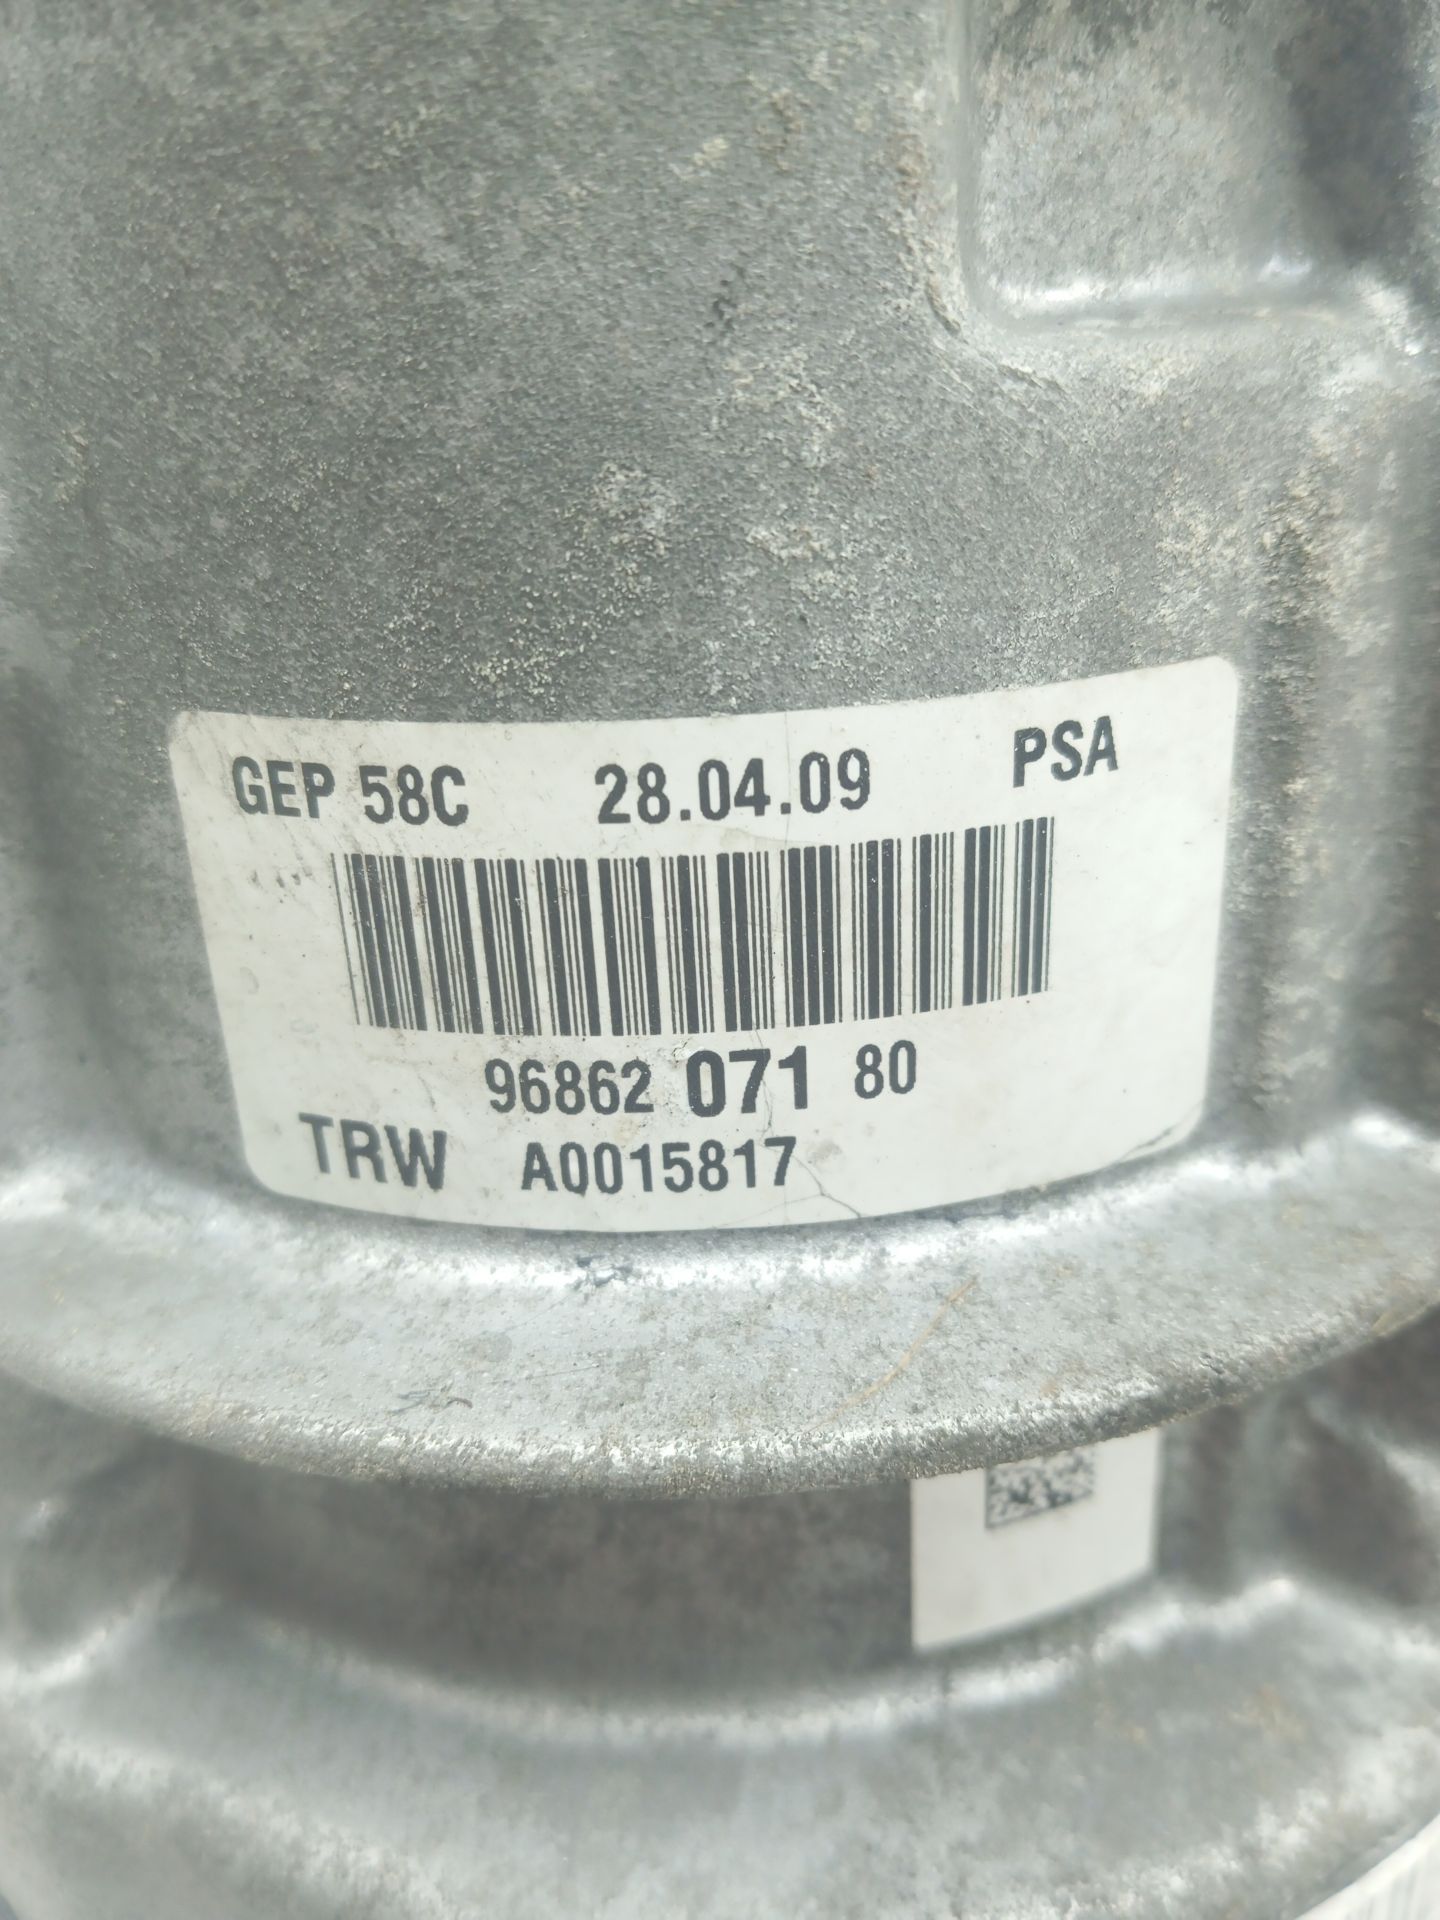 GEP 58C 28.04.09 PSA
96862 071 80
TRW A0015817